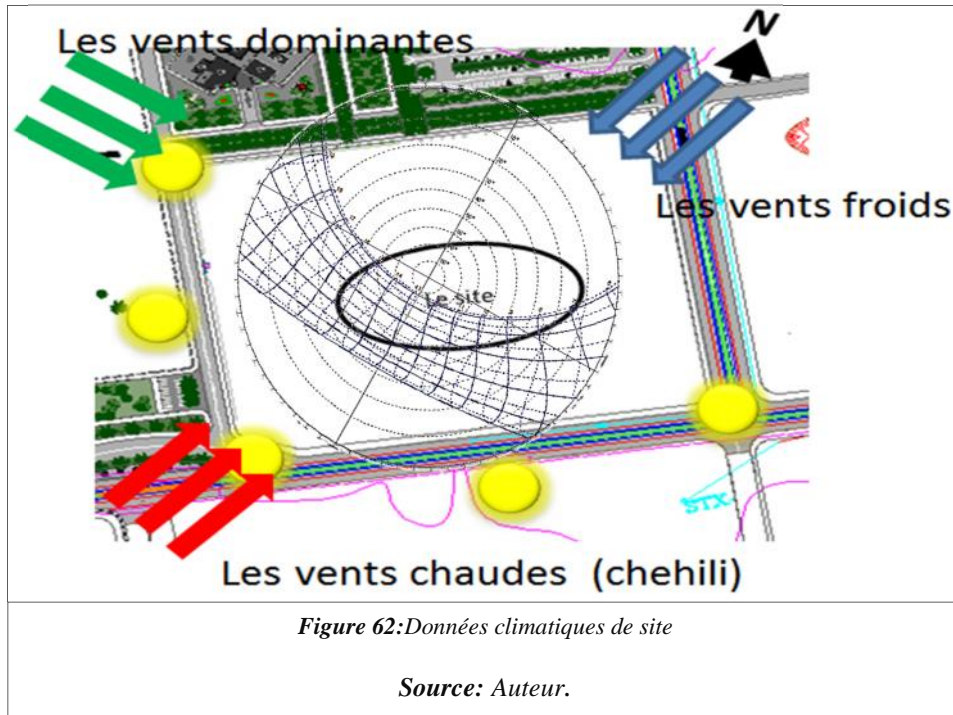 N
Les vents dominantes
Les vents froids
Le site
STX
Les vents chaudes (chehili)
Figure 62:Données climatiques de site
Source: Auteur.